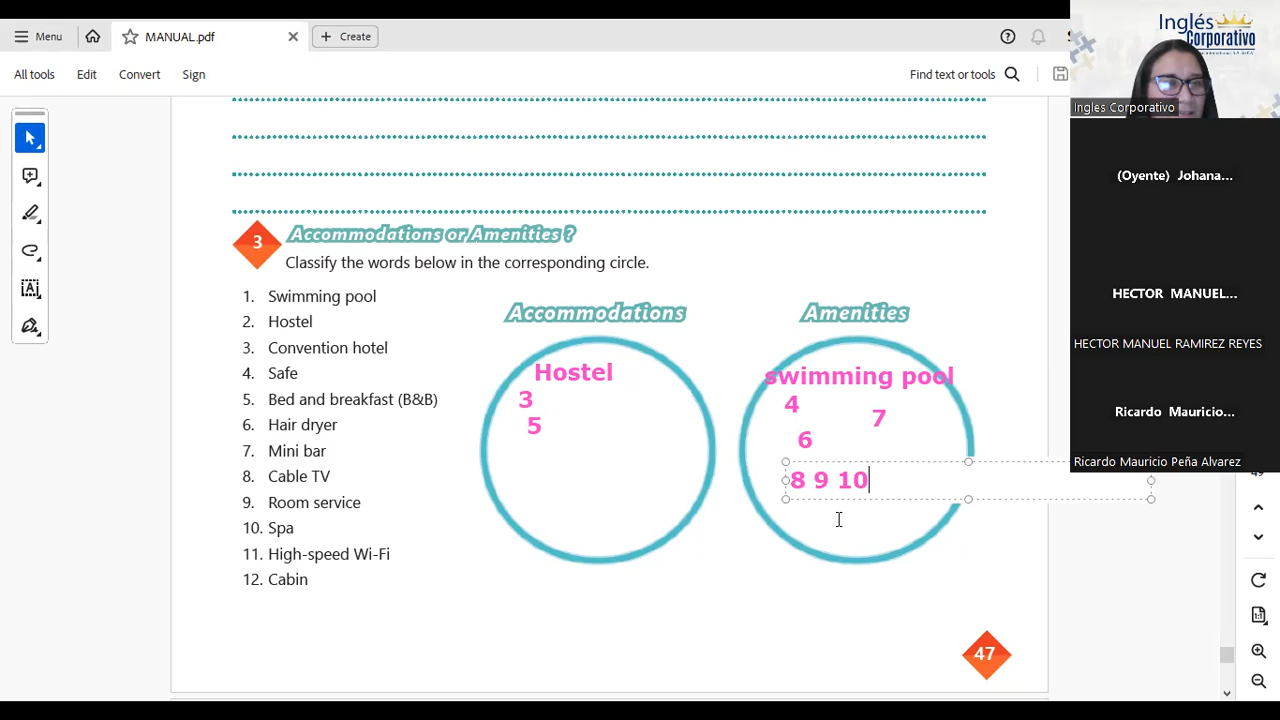 Menu
MANUAL.pdf
Create
All tools
Edit
Convert
Sign
Find text or tools
Inglés
Corporativo
Ingles Corporativo
(Oyente) Johana...
HECTOR MANUEL...
HECTOR MANUEL RAMIREZ REYES
Ricardo Mauricio...
Ricardo Mauricio Peña Alvarez
3
Accommodations or Amenities ?
Classify the words below in the corresponding circle.
1. Swimming pool
2. Hostel
3. Convention hotel
4. Safe
5. Bed and breakfast (B&B)
6. Hair dryer
7. Mini bar
8. Cable TV
9. Room service
10. Spa
11. High-speed Wi-Fi
12. Cabin
Accommodations
Hostel
3
5
Amenities
swimming pool
4 7
6
8 9 10
47
1:1